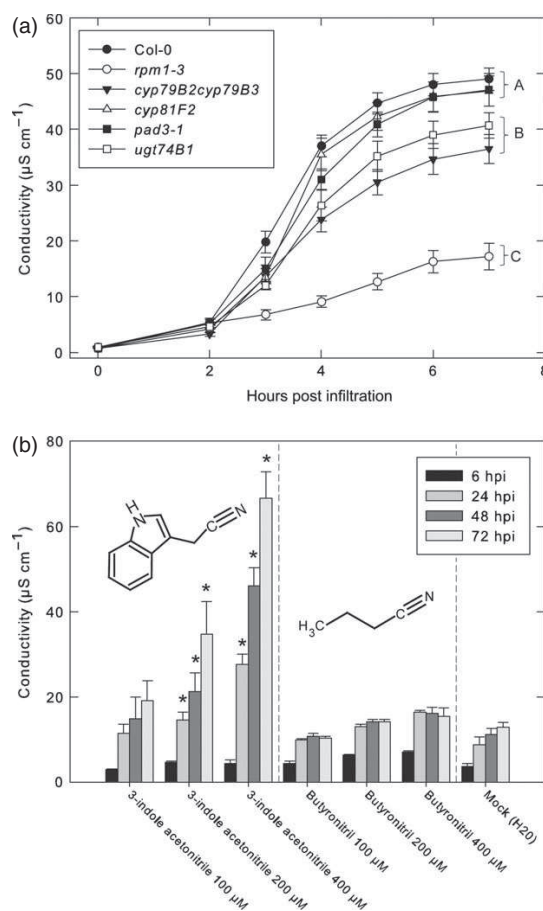 (a)
60
50
40
30
20
10
0
Conductivity (µS cm⁻¹)
Col-0
rpm1-3
cyp79B2cyp79B3
cyp81F2
pad3-1
ugt74B1
A
B
C
0 2 4 6 8
Hours post infiltration
(b)
80
60
40
20
0
Conductivity (µS cm⁻¹)
H
N
C
N
* * * * * *
H3C
C
N
6 hpi
24 hpi
48 hpi
72 hpi
3-indole acetonitrile 100 µM
3-indole acetonitrile 200 µM
3-indole acetonitrile 400 µM
Butyronitril 100 µM
Butyronitril 200 µM
Butyronitril 400 µM
Mock (H20)